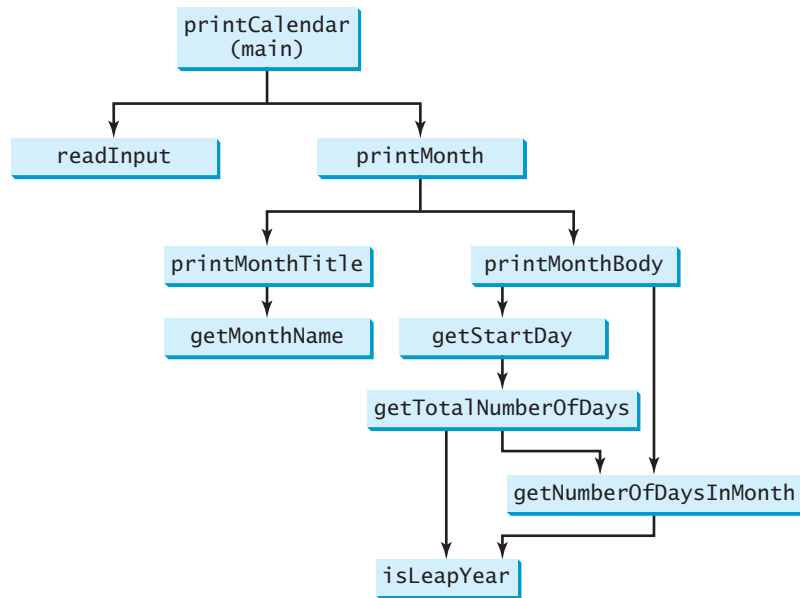 printCalendar
(main)
readInput
printMonth
printMonthTitle
printMonthBody
getMonthName
getStartDay
getTotalNumberOfDays
getNumberOfDaysInMonth
isLeapYear